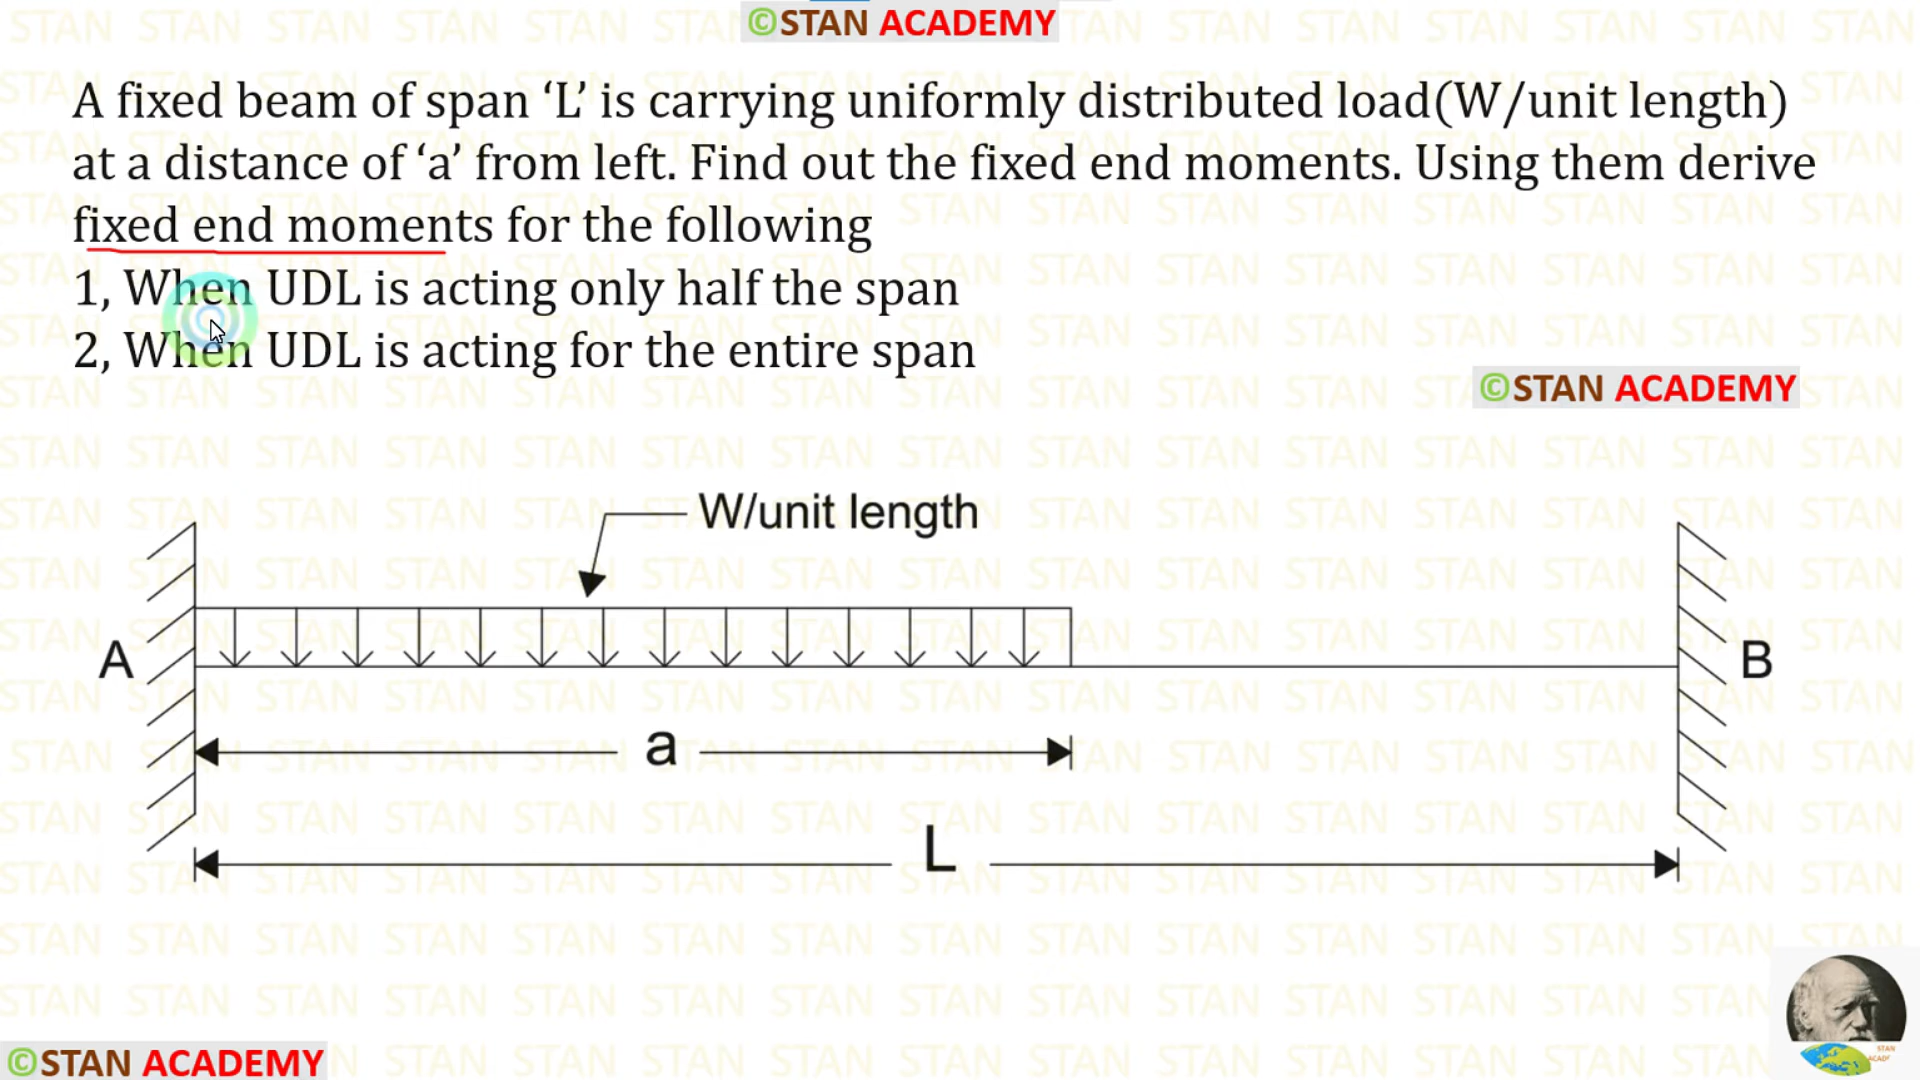 ©STAN ACADEMY
A fixed beam of span ‘L’ is carrying uniformly distributed load(W/unit length)
at a distance of ‘a’ from left. Find out the fixed end moments. Using them derive
fixed end moments for the following
1, When UDL is acting only half the span
2, When UDL is acting for the entire span
©STAN ACADEMY
W/unit length
A
B
a
L
©STAN ACADEMY